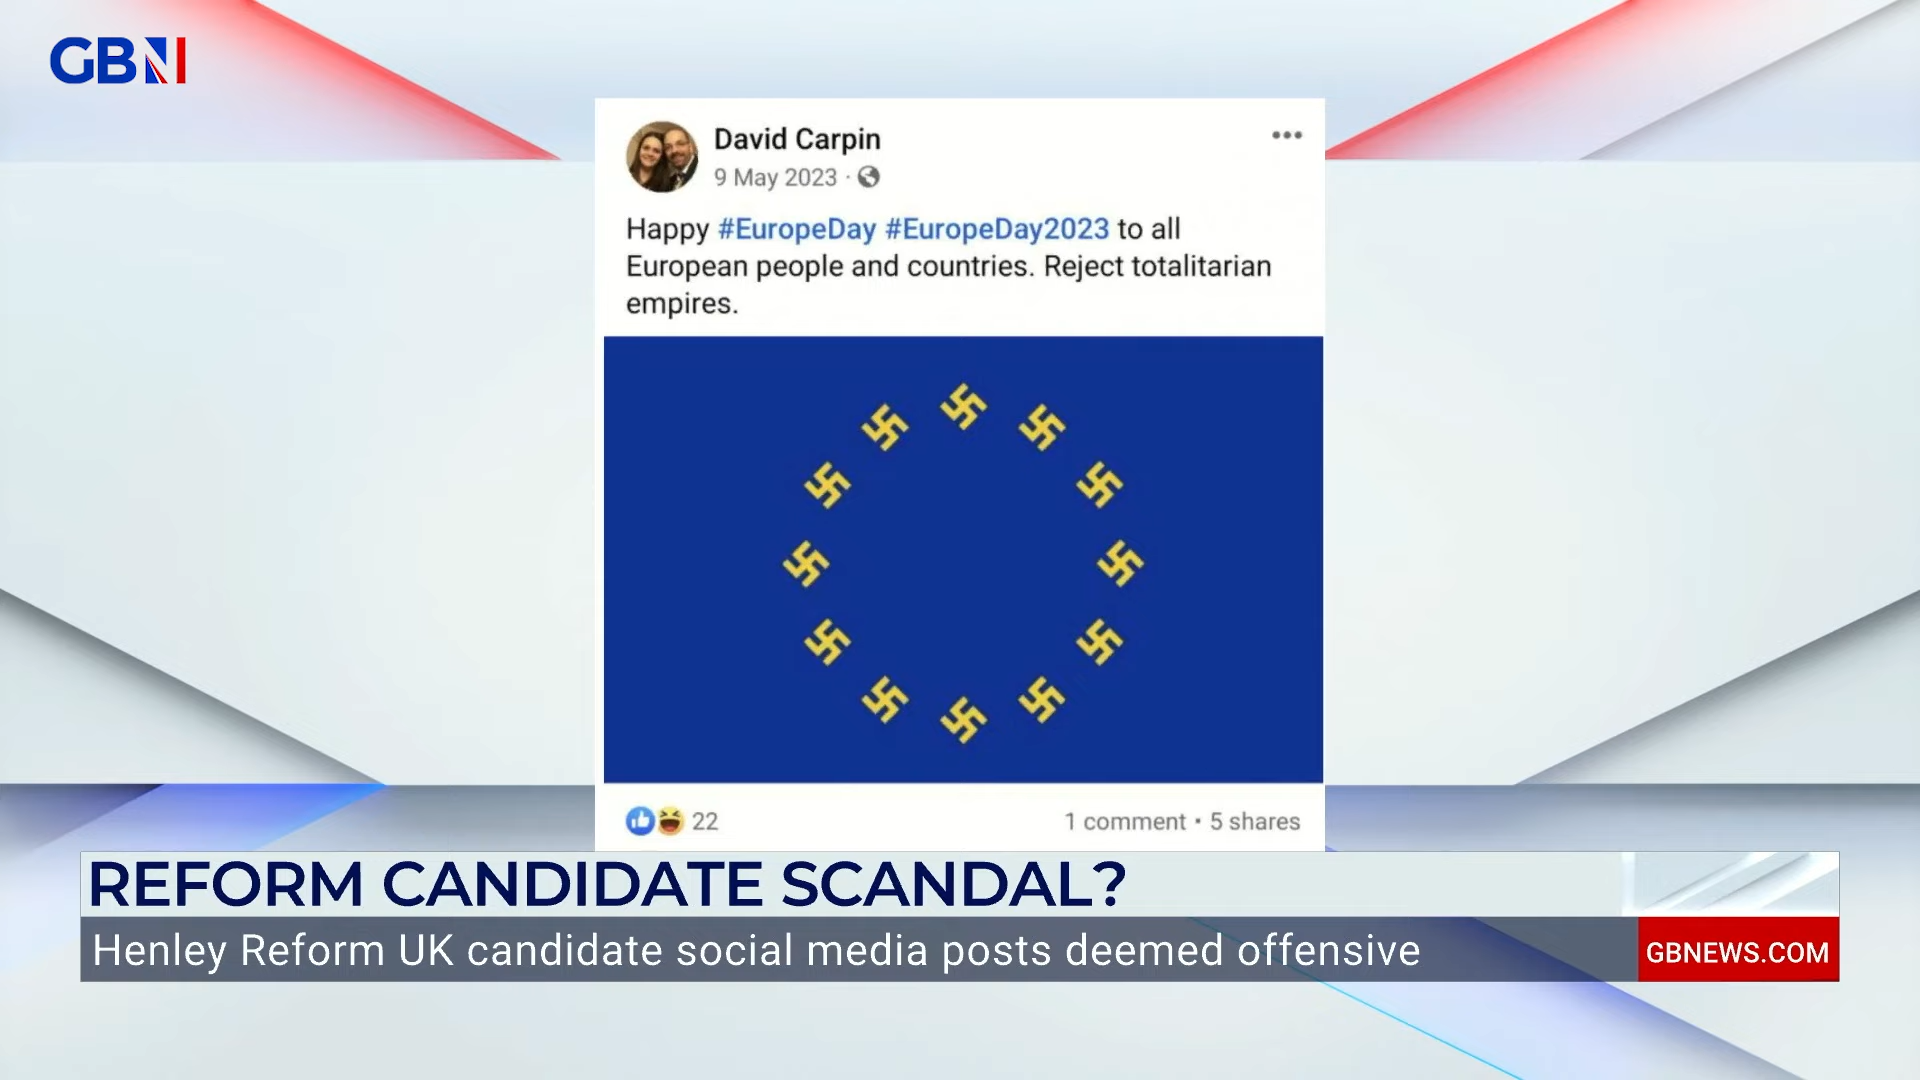 GBN
David Carpin
9 May 2023 ·
Happy #EuropeDay #EuropeDay2023 to all
European people and countries. Reject totalitarian
empires.
22
1 comment • 5 shares
REFORM CANDIDATE SCANDAL?
Henley Reform UK candidate social media posts deemed offensive
GBNEWS.COM